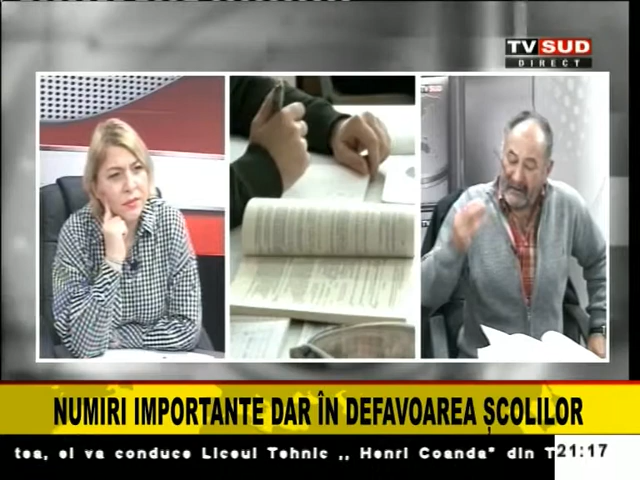 TV SUD
DIRECT
NUMIRI IMPORTANTE DAR ÎN DEFAVOAREA ȘCOLILOR
tea, el va conduce Liceul Tehnic ,, Henri Coanda" din T
21:17